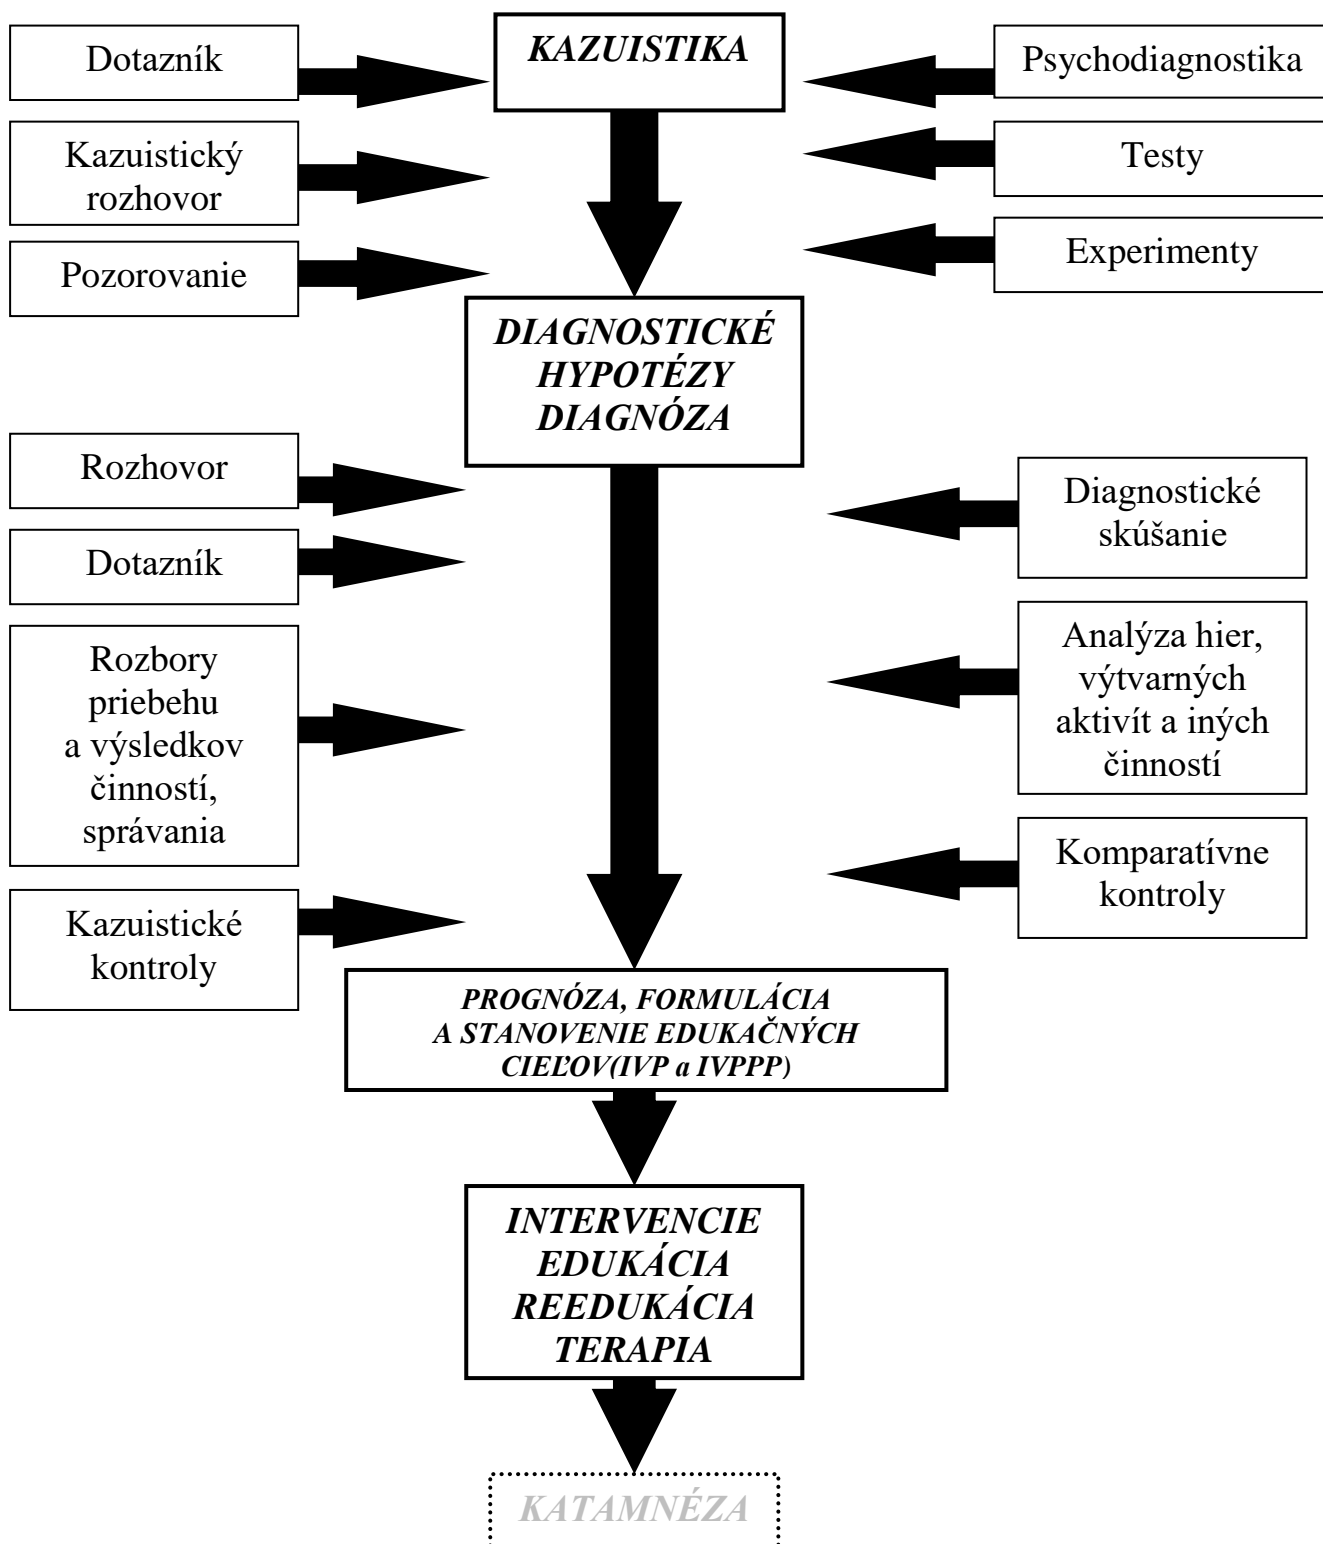 Dotazník
KAZUISTIKA
Psychodiagnostika
Kazuistický
rozhovor
Testy
Pozorovanie
Experimenty
DIAGNOSTICKÉ
HYPOTÉZY
DIAGNÓZA
Rozhovor
Diagnostické
skúšanie
Dotazník
Rozbory
priebehu
a výsledkov
činností,
správania
Analýza hier,
výtvarných
aktivít a iných
činností
Komparatívne
kontroly
Kazuistické
kontroly
PROGNÓZA, FORMULÁCIA
A STANOVENIE EDUKAČNÝCH
CIEĽOV(IVP a IVPPP)
INTERVENCIE
EDUKÁCIA
REEDUKÁCIA
TERAPIA
KATAMNÉZA